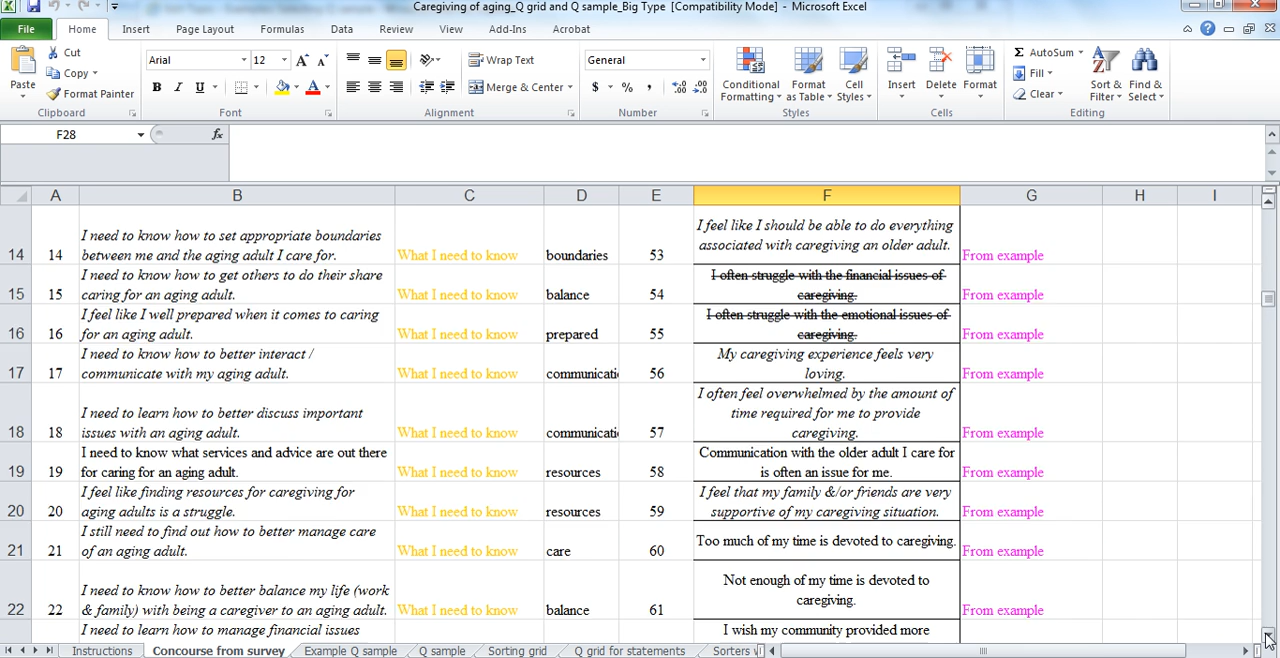 Caregiving of aging_Q grid and Q sample_Big Type [Compatibility Mode] - Microsoft Excel
File Home Insert Page Layout Formulas Data Review View Add-Ins Acrobat
Paste
Cut
Copy
Format Painter
Clipboard
Arial 12
B I U
Font
Wrap Text
Merge & Center
Alignment
General
$ % ,
Number
Conditional Formatting
Format as Table
Cell Styles
Styles
Insert Delete Format
Cells
AutoSum
Fill
Clear
Sort & Filter
Find & Select
Editing
F28 fx
A B C D E F G H I
14 14 I need to know how to set appropriate boundaries
between me and the aging adult I care for. What I need to know boundaries 53 I feel like I should be able to do everything
associated with caregiving an older adult. From example
15 15 I need to know how to get others to do their share
caring for an aging adult. What I need to know balance 54 I often struggle with the financial issues of
caregiving. From example
16 16 I feel like I well prepared when it comes to caring
for an aging adult. What I need to know prepared 55 I often struggle with the emotional issues of
caregiving. From example
17 17 I need to know how to better interact /
communicate with my aging adult. What I need to know communicati 56 My caregiving experience feels very
loving. From example
18 18 I need to learn how to better discuss important
issues with an aging adult. What I need to know communicati 57 I often feel overwhelmed by the amount of
time required for me to provide
caregiving. From example
19 19 I need to know what services and advice are out there
for caring for an aging adult. What I need to know resources 58 Communication with the older adult I care for
is often an issue for me. From example
20 20 I feel like finding resources for caregiving for
aging adults is a struggle. What I need to know resources 59 I feel that my family &/or friends are very
supportive of my caregiving situation. From example
21 21 I still need to find out how to better manage care
of an aging adult. What I need to know care 60 Too much of my time is devoted to caregiving. From example
22 22 I need to know how to better balance my life (work
& family) with being a caregiver to an aging adult. What I need to know balance 61 Not enough of my time is devoted to
caregiving. From example
I need to learn how to manage financial issues I wish my community provided more
Instructions Concourse from survey Example Q sample Q sample Sorting grid Q grid for statements Sorters